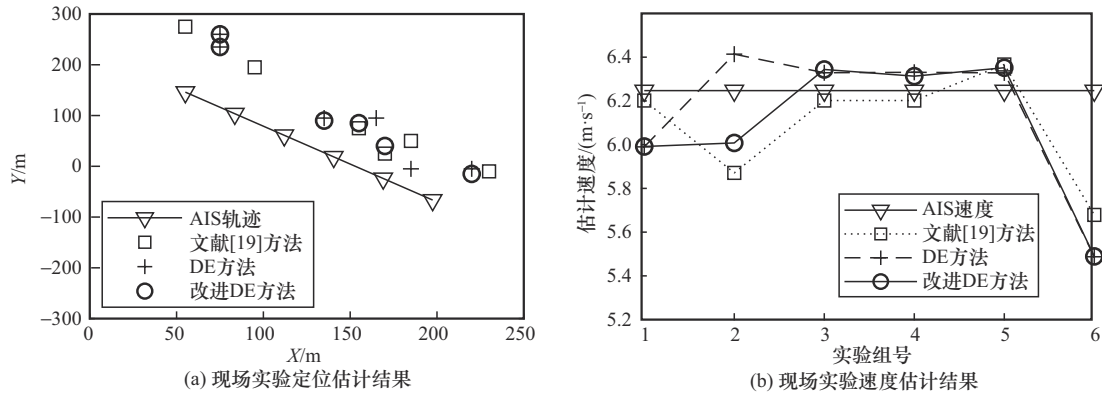 300
200
100
0
−100
−200
−300
Y/m
AIS轨迹
文献[19]方法
DE方法
改进DE方法
0 50 100 150 200 250
X/m
(a) 现场实验定位估计结果
6.4
6.2
6.0
5.8
5.6
5.4
5.2
估计速度/(m·s⁻¹)
AIS速度
文献[19]方法
DE方法
改进DE方法
1 2 3 4 5 6
实验组号
(b) 现场实验速度估计结果